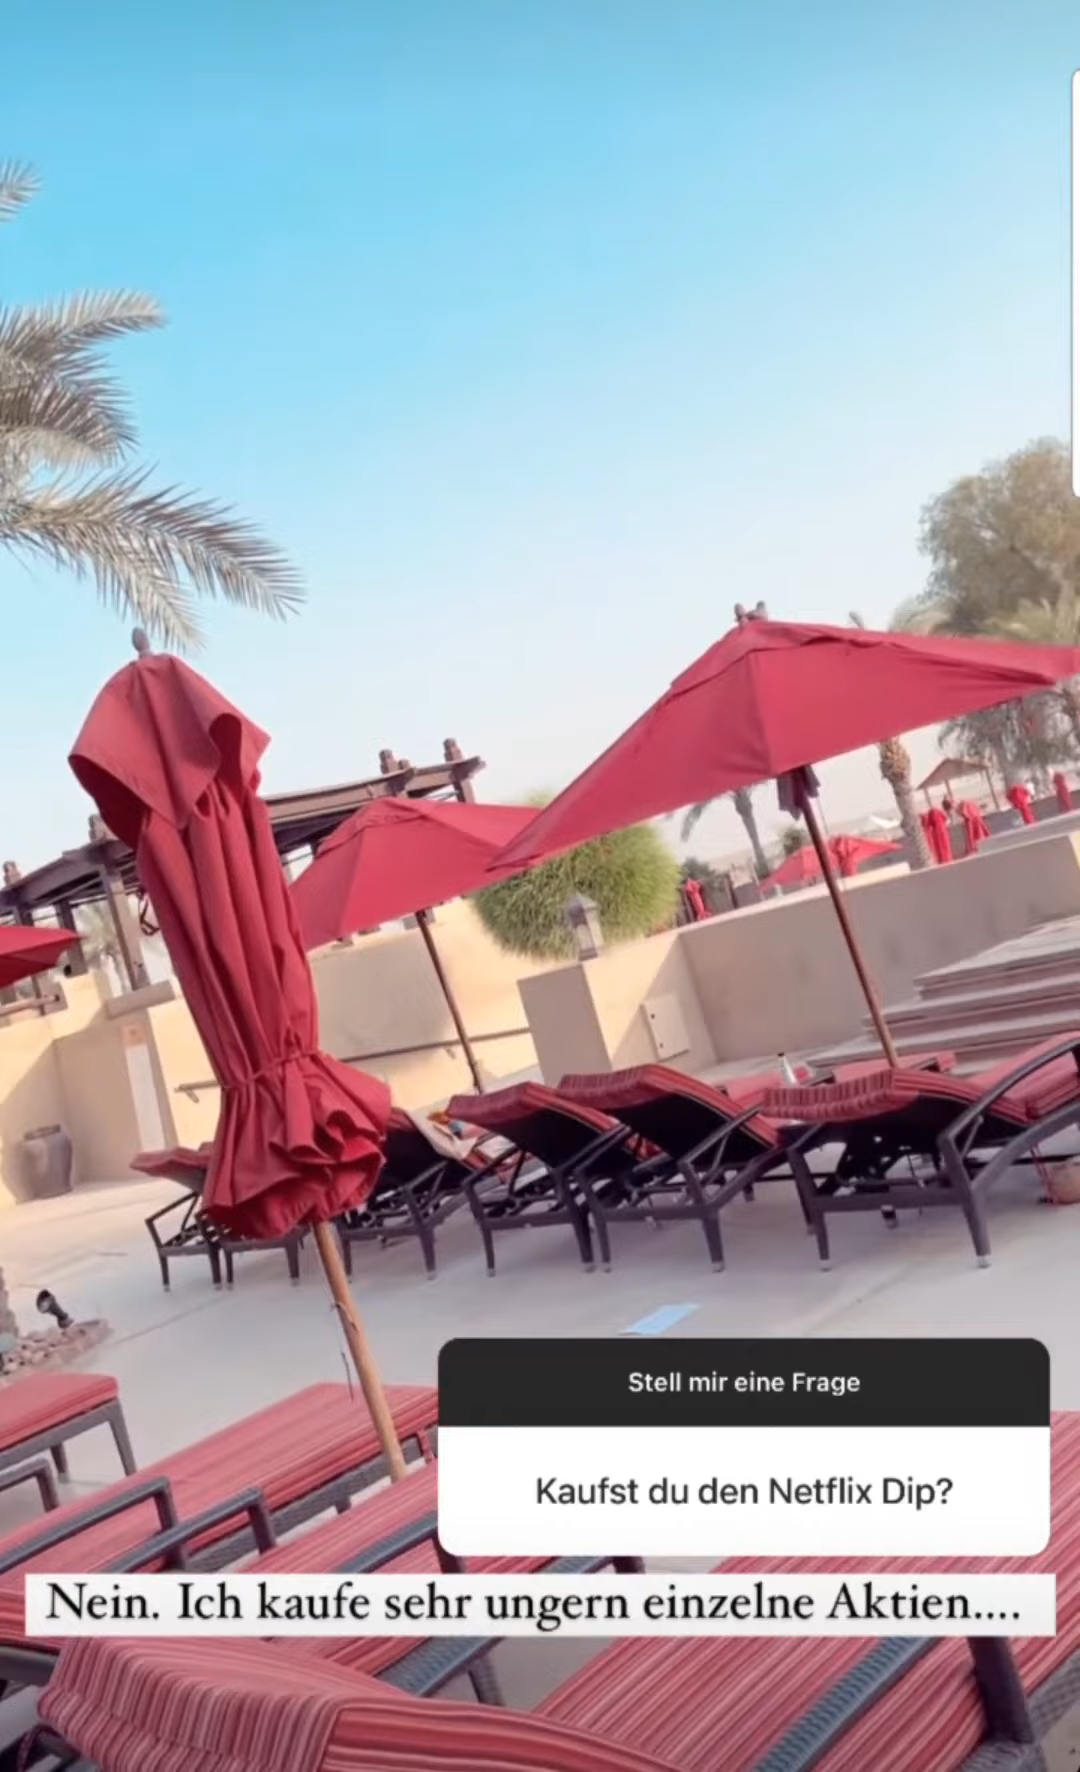 Stell mir eine Frage
Kaufst du den Netflix Dip?
Nein. Ich kaufe sehr ungern einzelne Aktien....